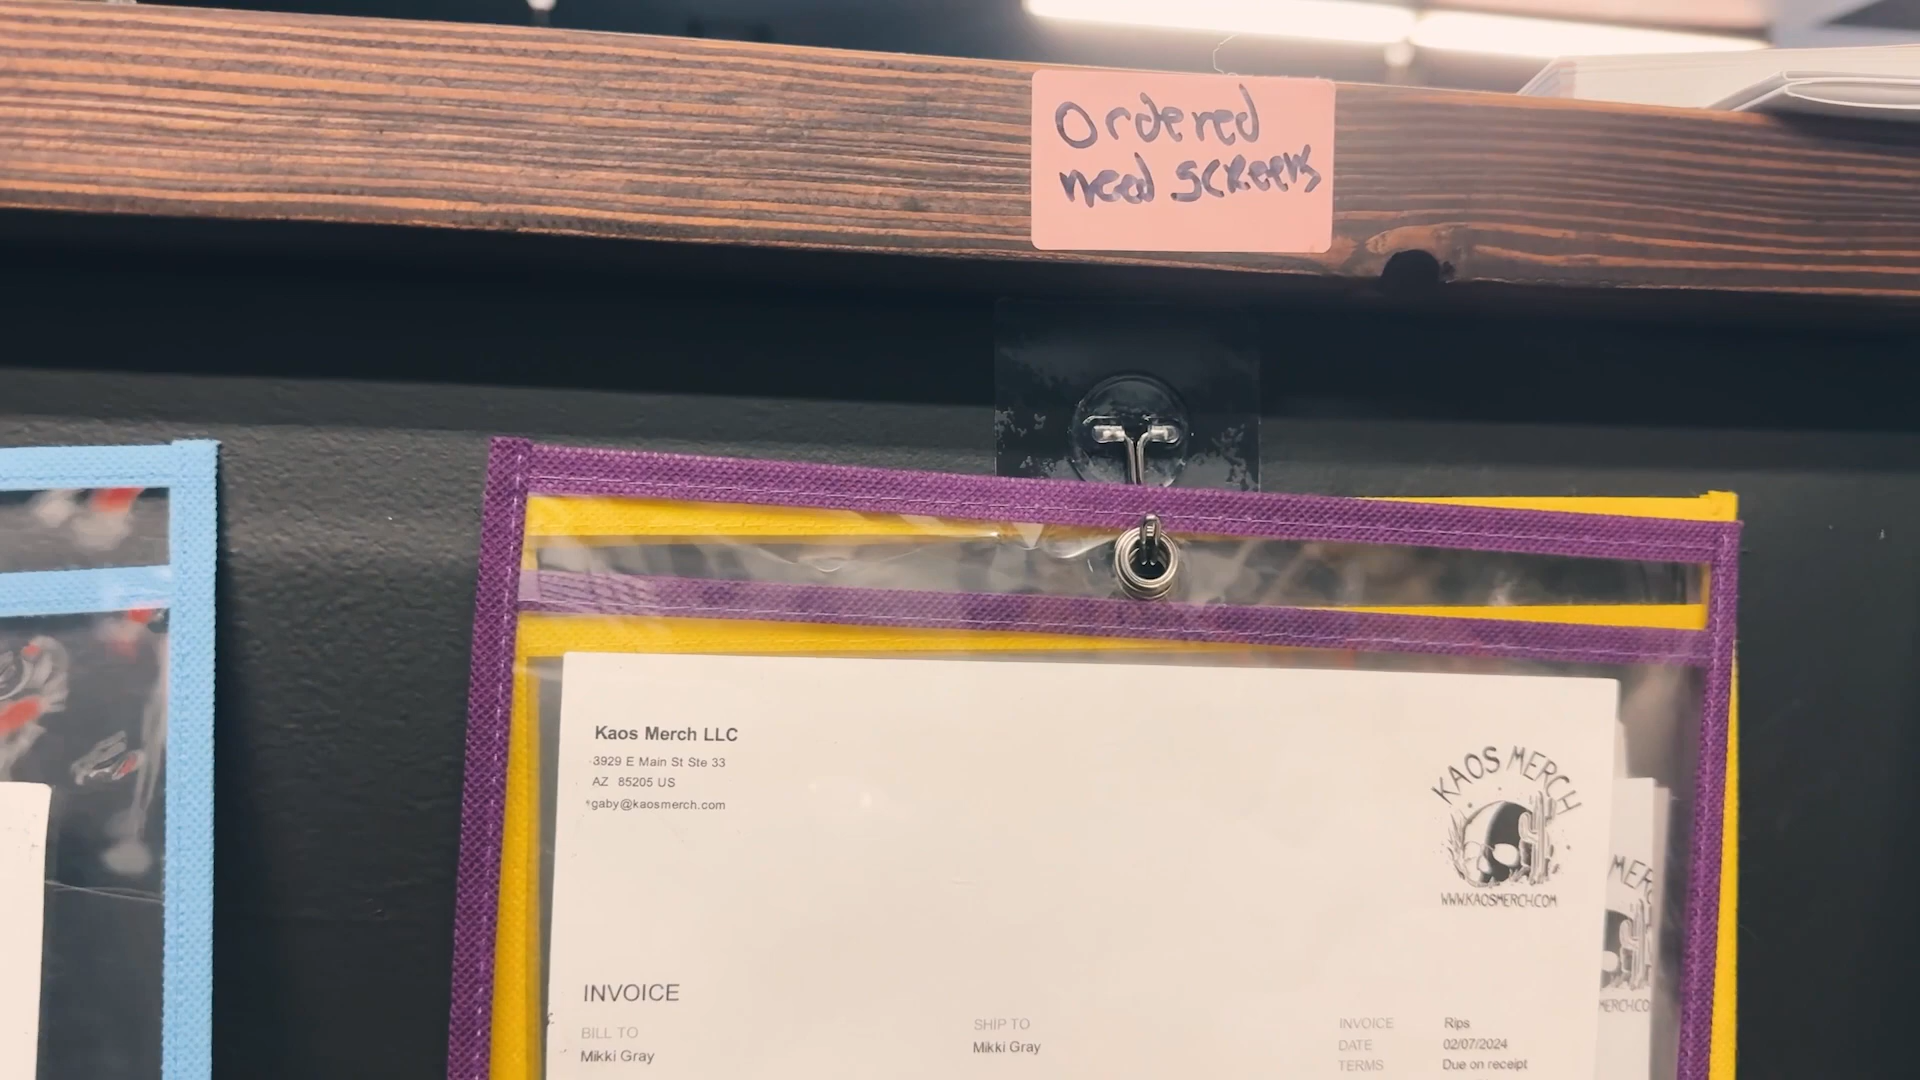 Ordered
need screens
Kaos Merch LLC
3929 E Main St Ste 33
AZ 85205 US
gaby@kaosmerch.com
KAOS MERCH
WWW.KAOSMERCH.COM
INVOICE
BILL TO
Mikki Gray
SHIP TO
Mikki Gray
INVOICE Rips
DATE 02/07/2024
TERMS Due on receipt